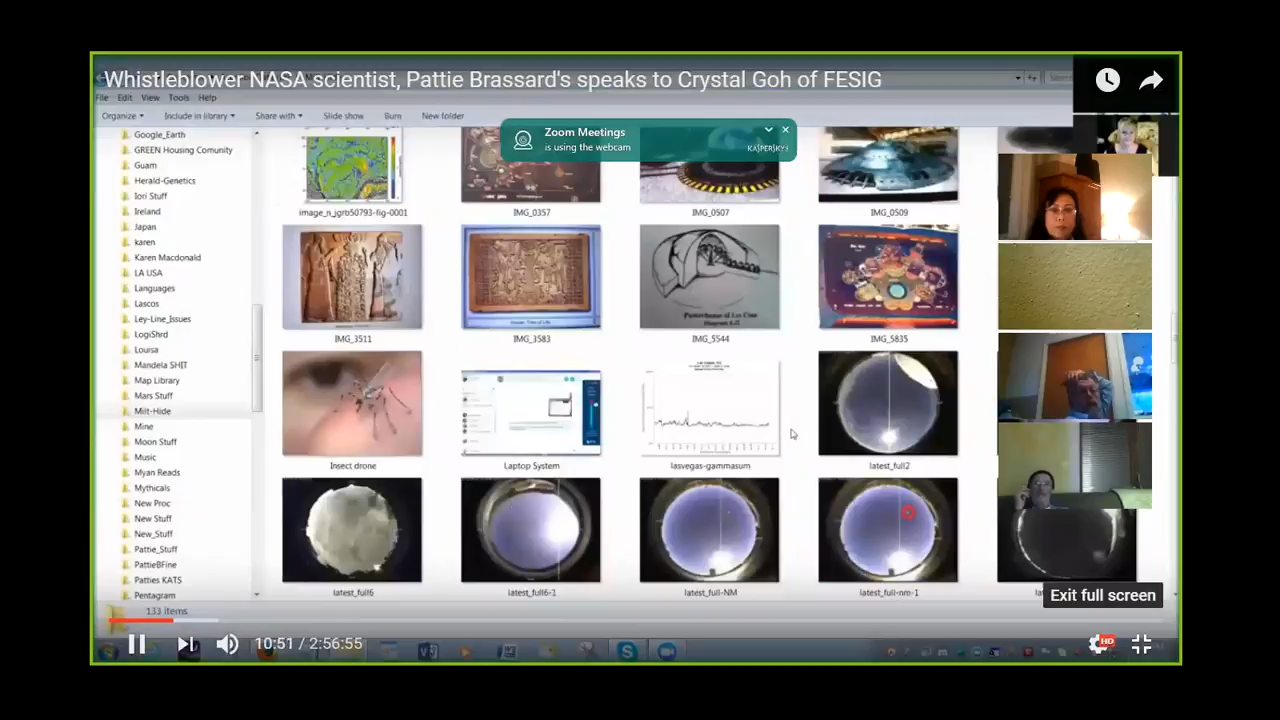 Whistleblower NASA scientist, Pattie Brassard's speaks to Crystal Goh of FESIG
File Edit View Tools Help
Organize Include in library Share with Slide show Burn New folder
Zoom Meetings
is using the webcam
KASPERSKY
Google_Earth
GREEN Housing Comunity
Guam
Herald-Genetics
Iori Stuff
Ireland
Japan
karen
Karen Macdonald
LA USA
Languages
Lascos
Ley-Line_Issues
LogiShrd
Louisa
Mandela SHIT
Map Library
Mars Stuff
Milt-Hide
Mine
Moon Stuff
Music
Myan Reads
Mythicals
New Proc
New Stuff
New_Stuff
Pattie_Stuff
PattieBFine
Patties KATS
Pentagram
image_n_jgrb50793-fig-0001 IMG_0357 IMG_0507 IMG_0509
IMG_3511 IMG_3583 IMG_5544 IMG_5835
Insect drone Laptop System lasvegas-gammasum latest_full2
latest_full6 latest_full6-1 latest_full-NM latest_full-nm-1
133 items
Exit full screen
10:51 / 2:56:55
HD